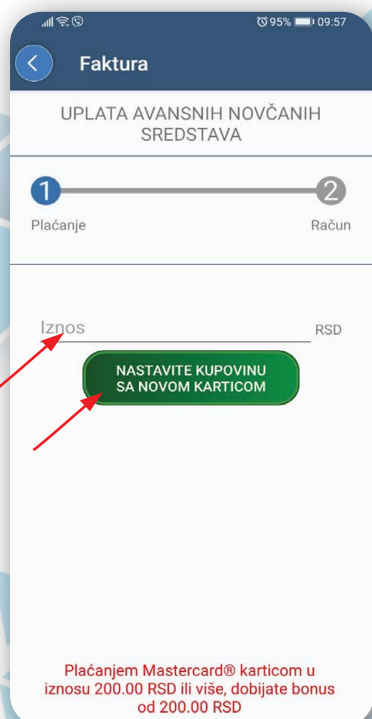 95% 09:57
Faktura
UPLATA AVANSNIH NOVČANIH
SREDSTAVA
1 2
Plaćanje Račun
Iznos RSD
NASTAVITE KUPOVINU
SA NOVOM KARTICOM
Plaćanjem Mastercard® karticom u
iznosu 200.00 RSD ili više, dobijate bonus
od 200.00 RSD